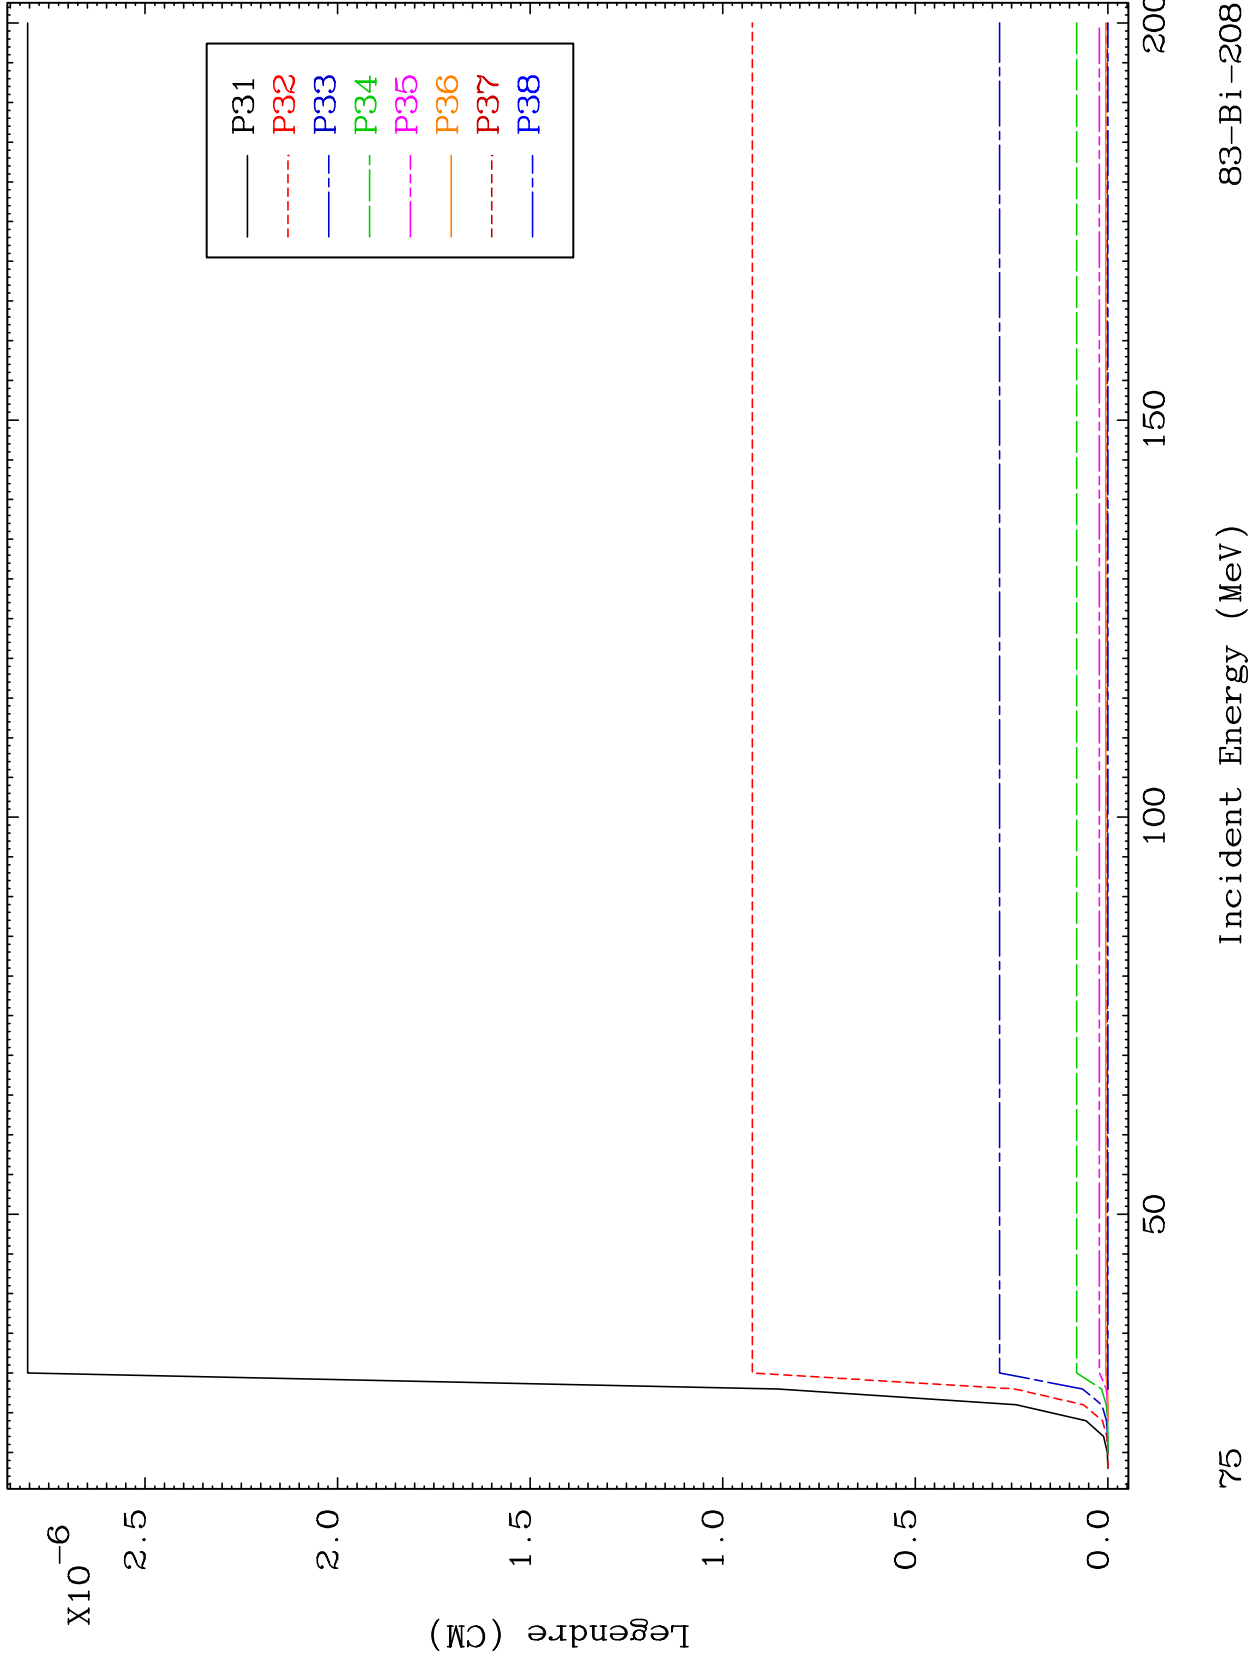 X10-6
2.5
2.0
1.5
1.0
0.5
0.0
Legendre (CM)
P31
P32
P33
P34
P35
P36
P37
P38
50
100
150
200
Incident Energy (MeV)
75
83-Bi-208